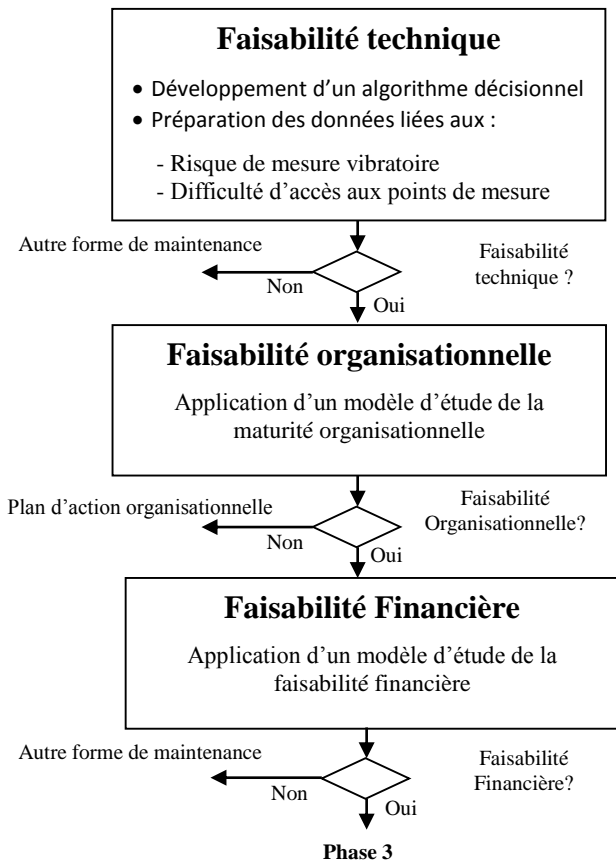 Faisabilité technique
• Développement d’un algorithme décisionnel
• Préparation des données liées aux :
- Risque de mesure vibratoire
- Difficulté d’accès aux points de mesure
Autre forme de maintenance
Non
Faisabilité
technique ?
Oui
Faisabilité organisationnelle
Application d’un modèle d’étude de la
maturité organisationnelle
Plan d’action organisationnelle
Non
Faisabilité
Organisationnelle?
Oui
Faisabilité Financière
Application d’un modèle d’étude de la
faisabilité financière
Autre forme de maintenance
Non
Faisabilité
Financière?
Oui
Phase 3